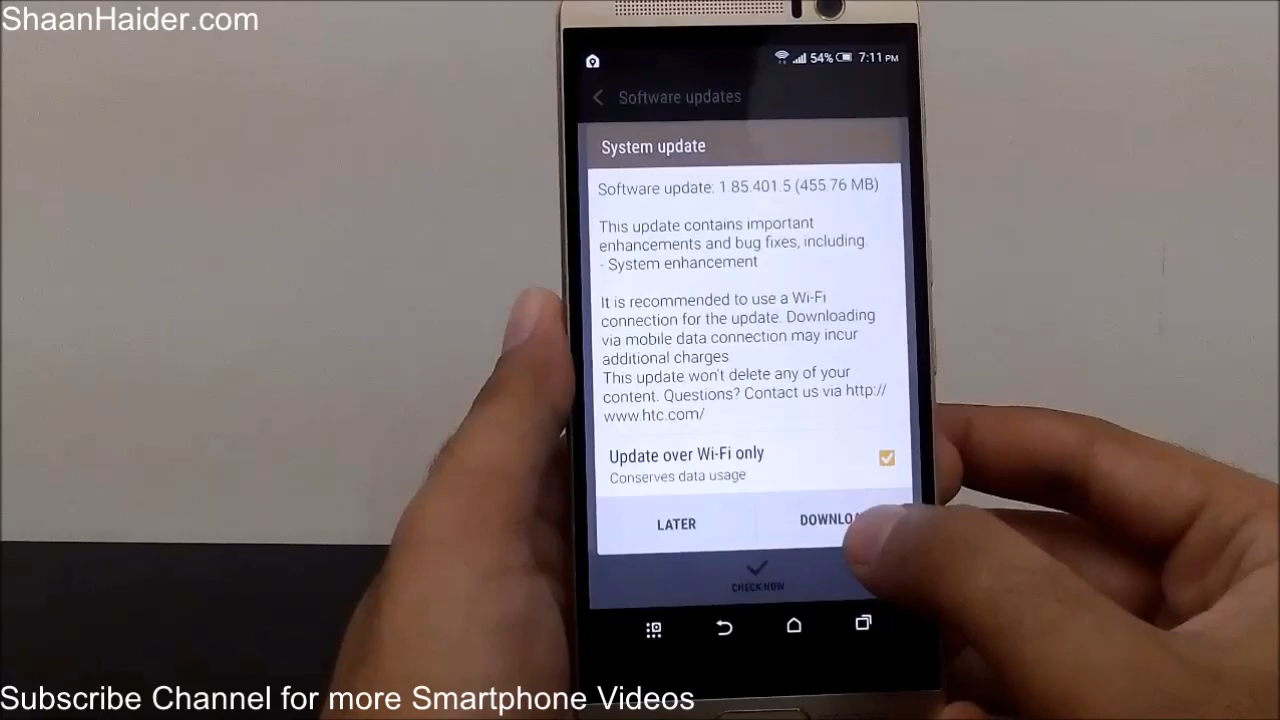 ShaanHaider.com
54% 7:11 PM
Software updates
System update
Software update: 1.85.401.5 (455.76 MB)
This update contains important
enhancements and bug fixes, including.
- System enhancement
It is recommended to use a Wi-Fi
connection for the update. Downloading
via mobile data connection may incur
additional charges
This update won't delete any of your
content. Questions? Contact us via http://
www.htc.com/
Update over Wi-Fi only
Conserves data usage
LATER
DOWNLOA
CHECK NOW
Subscribe Channel for more Smartphone Videos